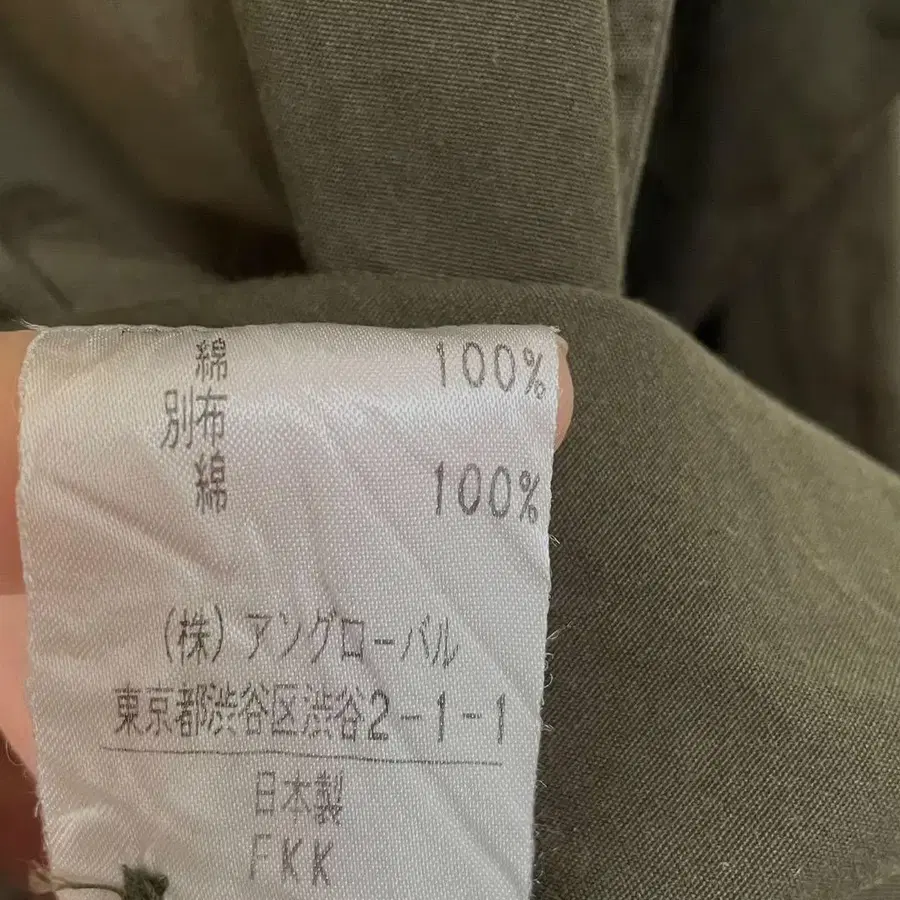 綿 100%
別布
綿 100%
(株)アングローバル
東京都渋谷区渋谷2-1-1
日本製
FKK